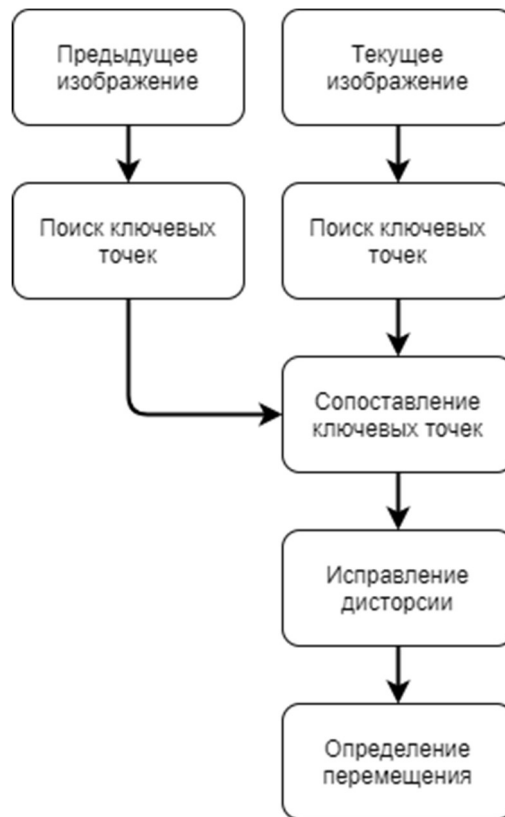 Предыдущее
изображение
Текущее
изображение
Поиск ключевых
точек
Поиск ключевых
точек
Сопоставление
ключевых точек
Исправление
дисторсии
Определение
перемещения